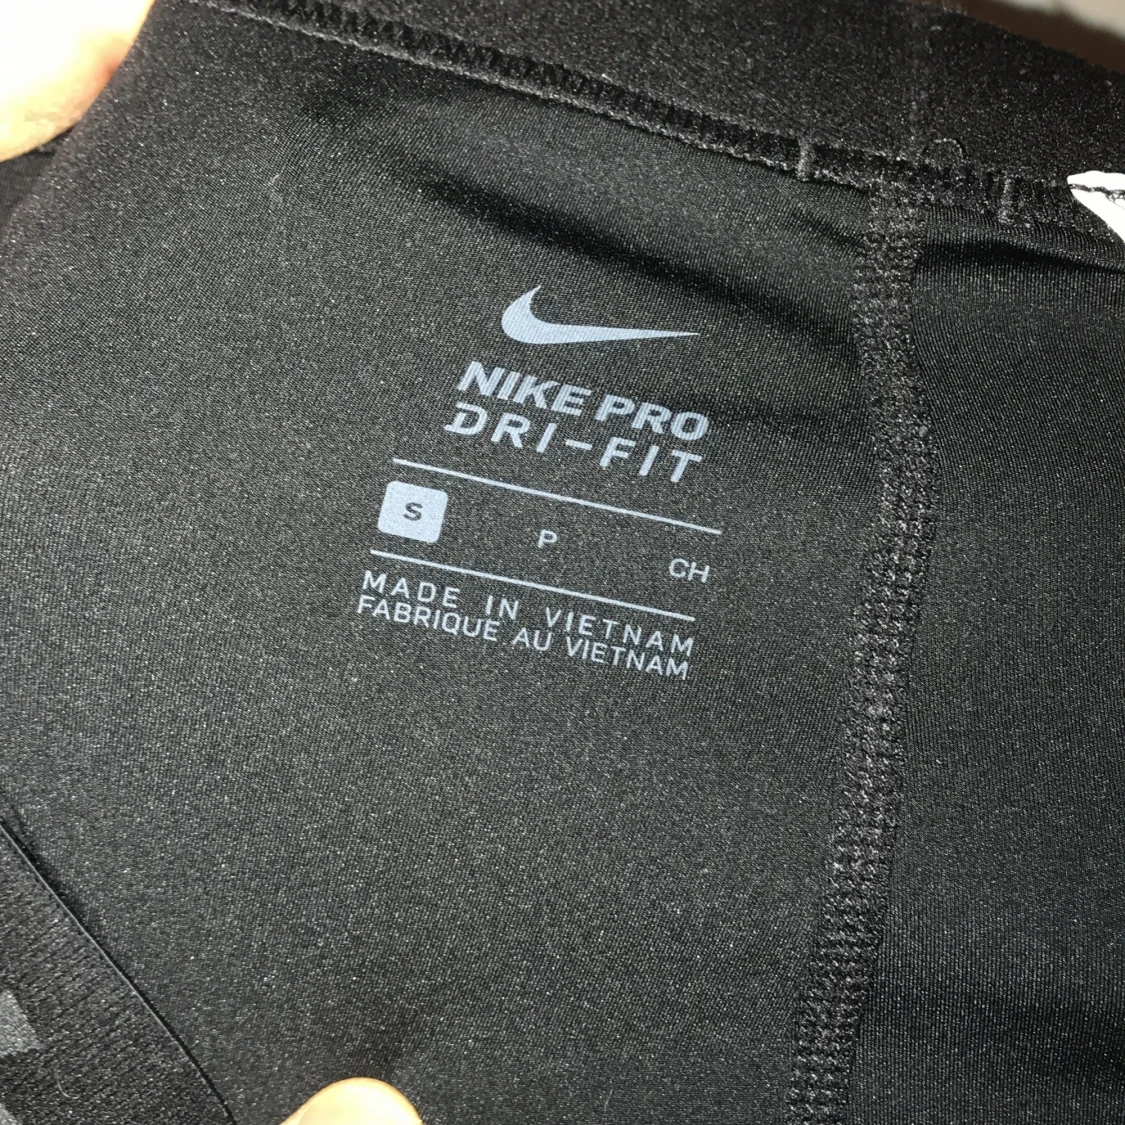 NIKE PRO
DRI-FIT
S P CH
MADE IN VIETNAM
FABRIQUE AU VIETNAM